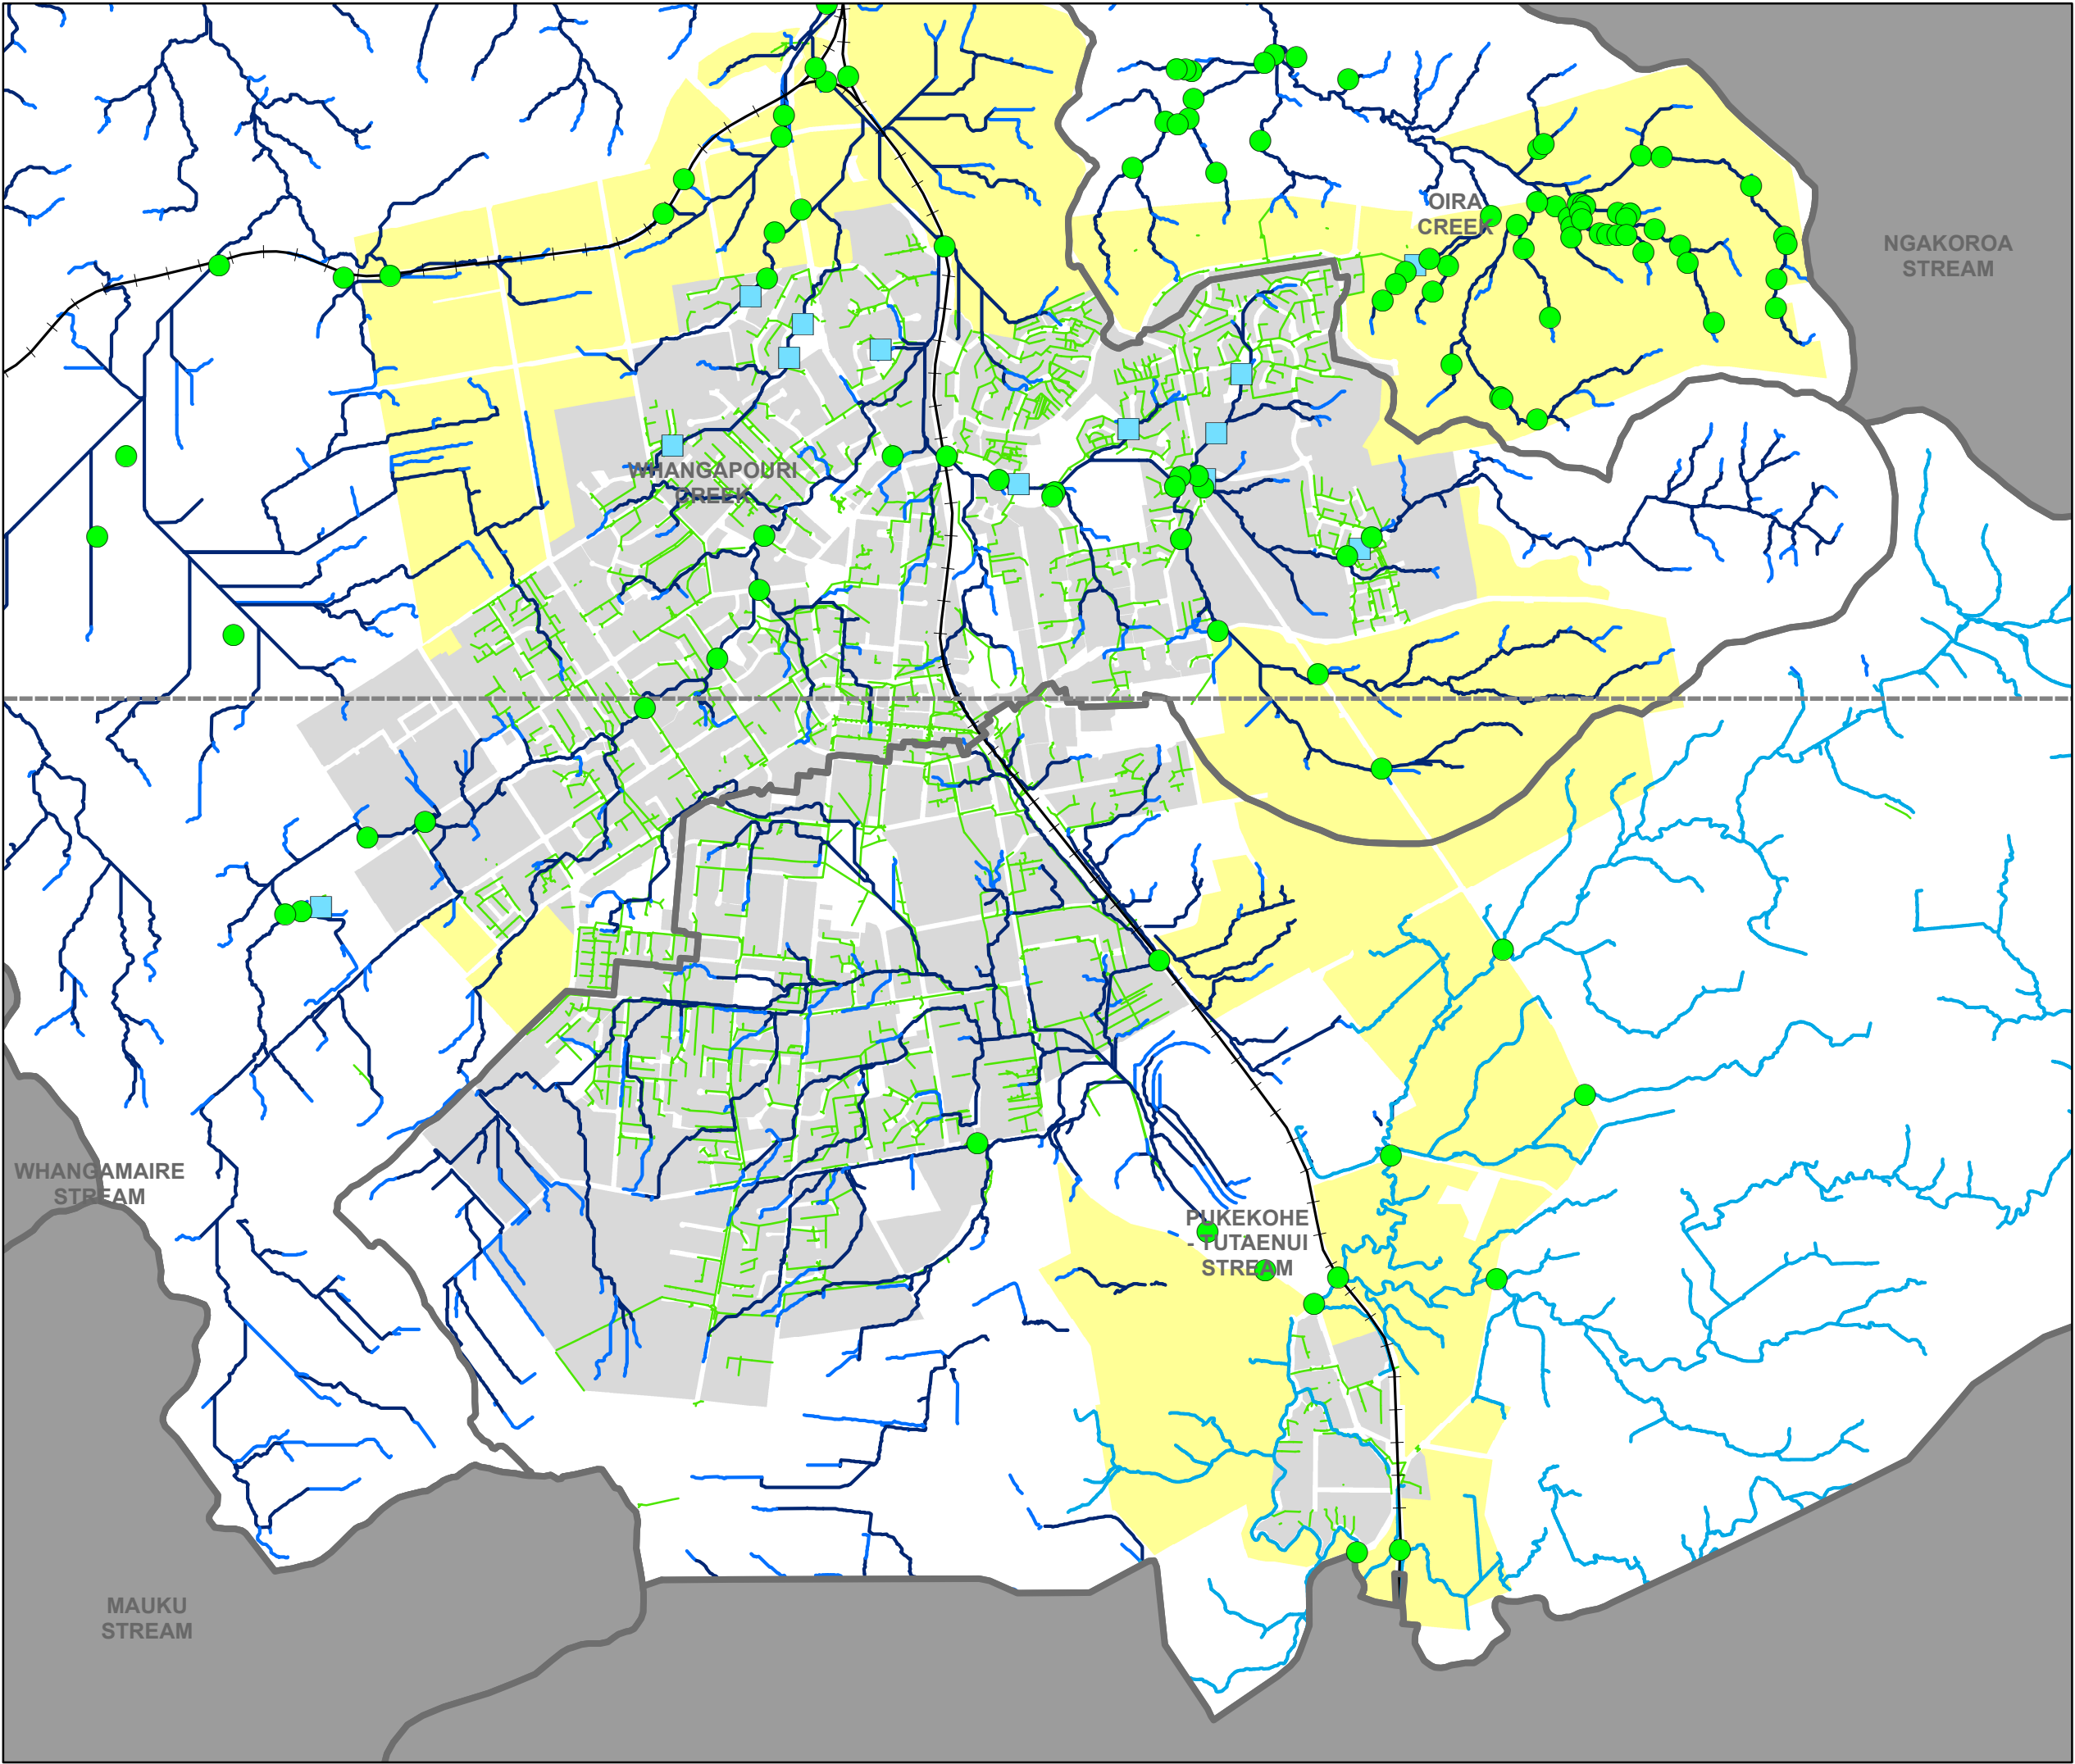 OIRA
CREEK
NGAKOROA
STREAM
WHANGAPOURI
CREEK
WHANGAMAIRE
STREAM
PUKEKOHE
- TUTAENUI
STREAM
MAUKU
STREAM